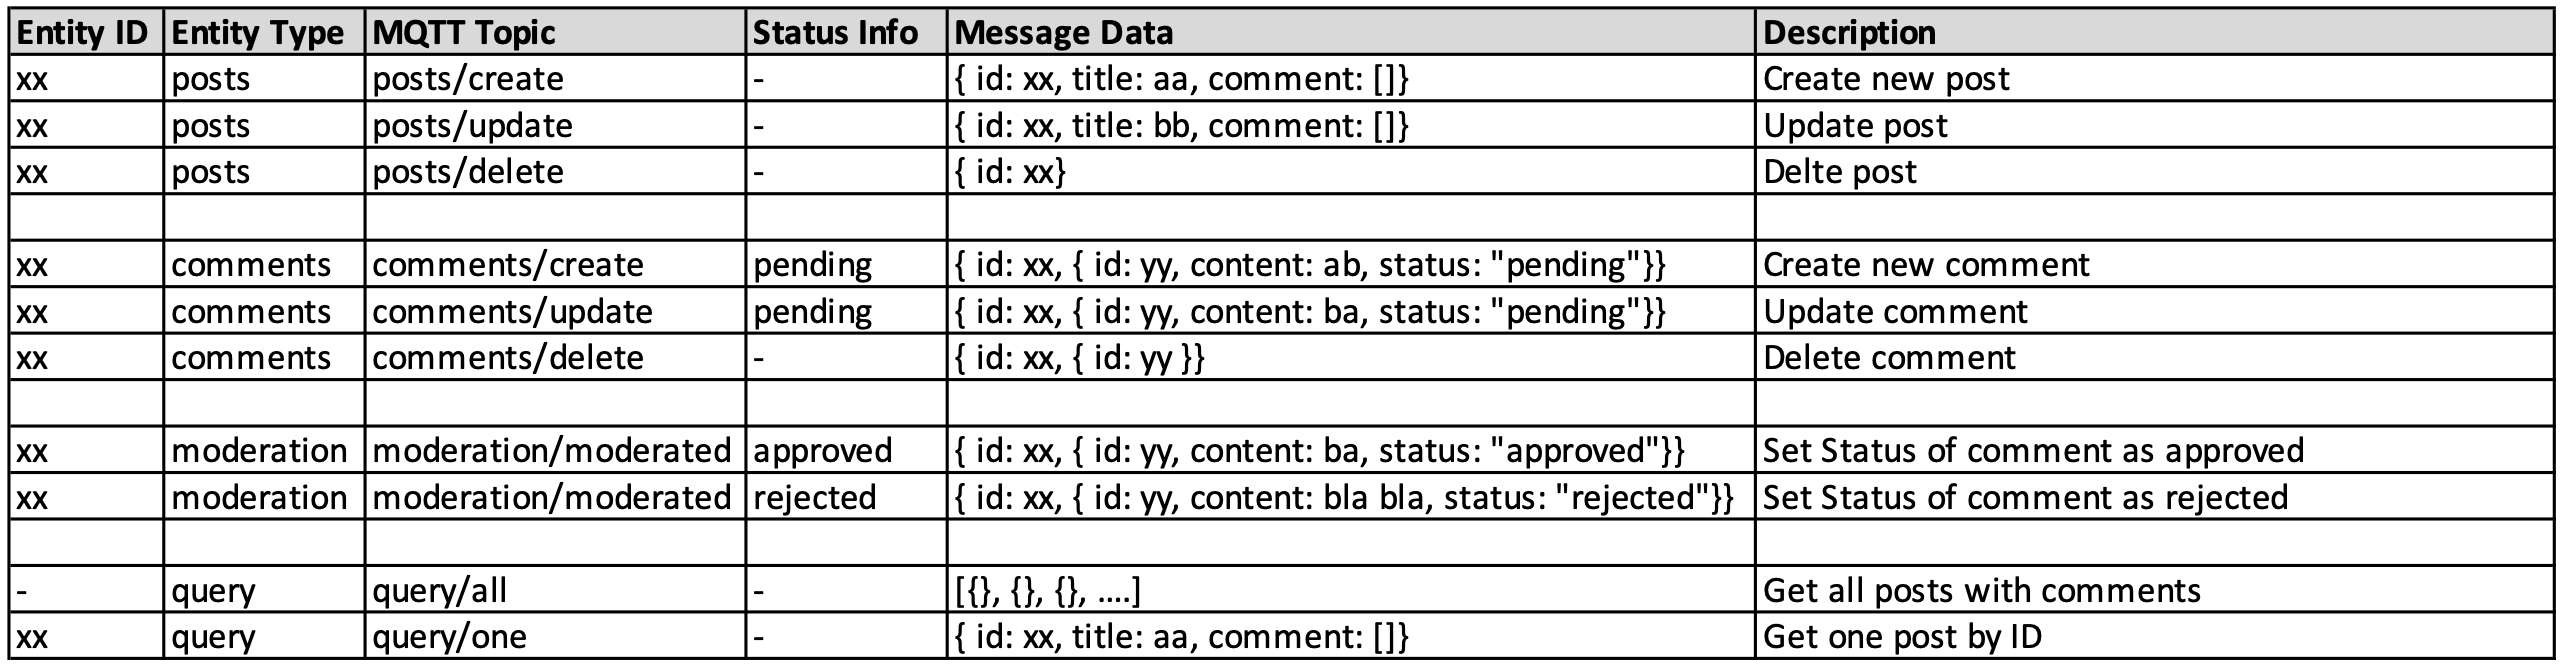 Entity ID Entity Type MQTT Topic Status Info Message Data Description
xx posts posts/create - { id: xx, title: aa, comment: []} Create new post
xx posts posts/update - { id: xx, title: bb, comment: []} Update post
xx posts posts/delete - { id: xx} Delte post
xx comments comments/create pending { id: xx, { id: yy, content: ab, status: "pending"}} Create new comment
xx comments comments/update pending { id: xx, { id: yy, content: ba, status: "pending"}} Update comment
xx comments comments/delete - { id: xx, { id: yy }} Delete comment
xx moderation moderation/moderated approved { id: xx, { id: yy, content: ba, status: "approved"}} Set Status of comment as approved
xx moderation moderation/moderated rejected { id: xx, { id: yy, content: bla bla, status: "rejected"}} Set Status of comment as rejected
- query query/all - [{}, {}, {}, ....] Get all posts with comments
xx query query/one - { id: xx, title: aa, comment: []} Get one post by ID